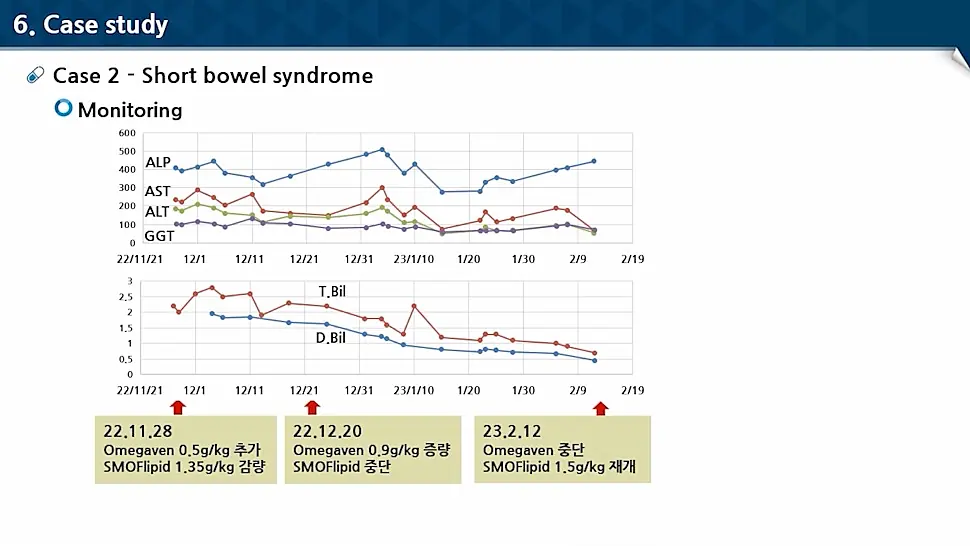 6. Case study
Case 2 - Short bowel syndrome
Monitoring
600
500
400
300
200
100
0
ALP
AST
ALT
GGT
22/11/21 12/1 12/11 12/21 12/31 23/1/10 1/20 1/30 2/9 2/19
3
2.5
2
1.5
1
0.5
0
T.Bil
D.Bil
22/11/21 12/1 12/11 12/21 12/31 23/1/10 1/20 1/30 2/9 2/19
22.11.28
Omegaven 0.5g/kg 추가
SMOFlipid 1.35g/kg 감량
22.12.20
Omegaven 0.9g/kg 증량
SMOFlipid 중단
23.2.12
Omegaven 중단
SMOFlipid 1.5g/kg 재개